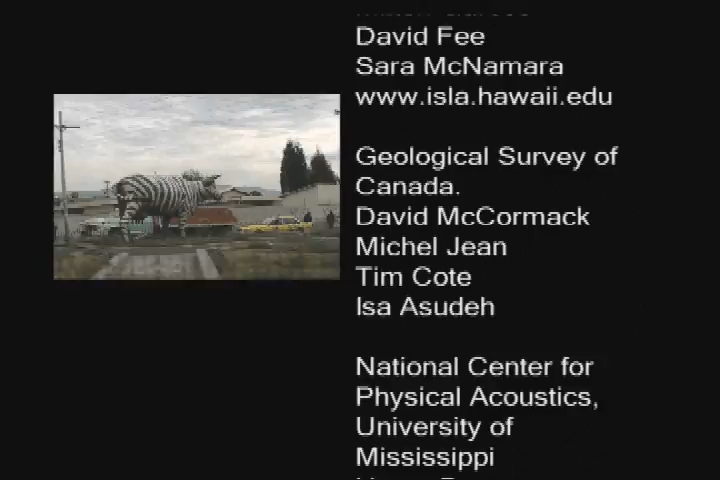 David Fee
Sara McNamara
www.isla.hawaii.edu
Geological Survey of
Canada.
David McCormack
Michel Jean
Tim Cote
Isa Asudeh
National Center for
Physical Acoustics,
University of
Mississippi